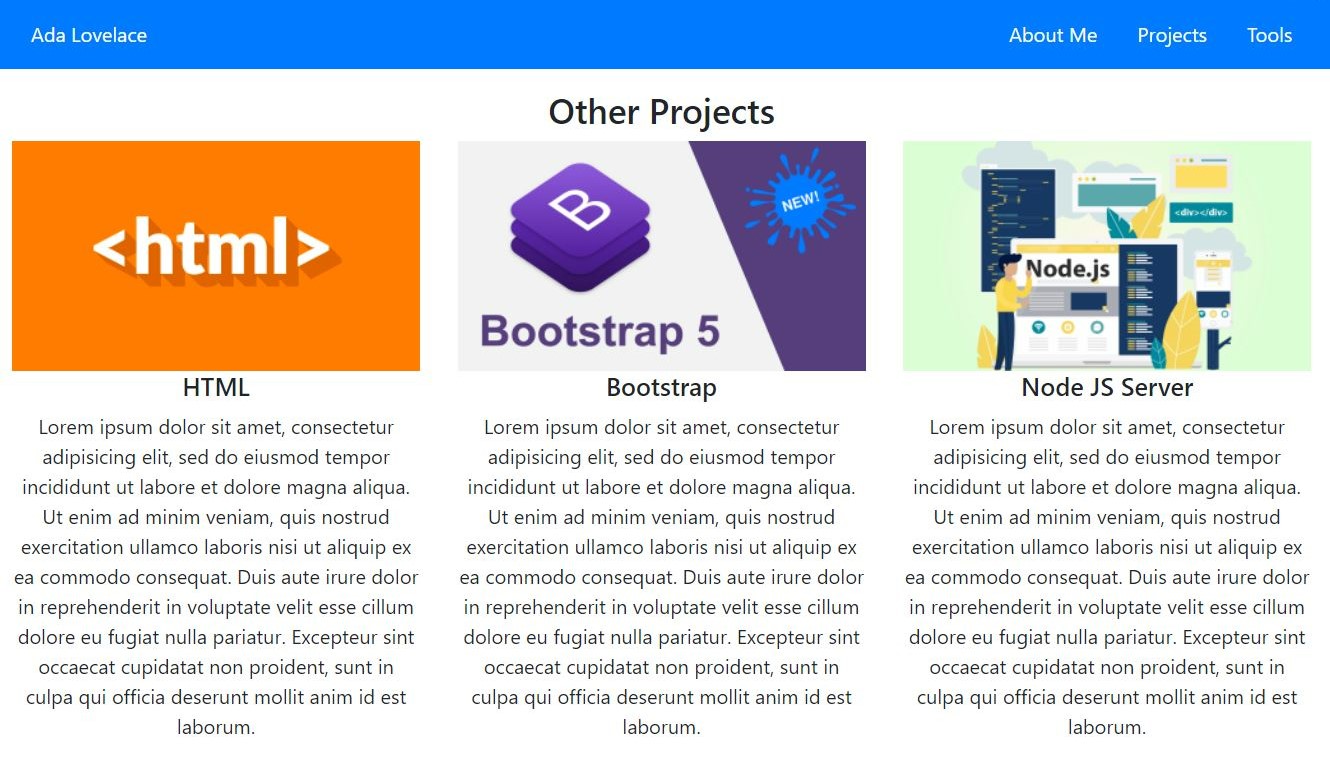 Ada Lovelace
About Me
Projects
Tools
Other Projects
<html>
B
NEW!
Bootstrap 5
<div></div>
Node.js
HTML
Lorem ipsum dolor sit amet, consectetur
adipisicing elit, sed do eiusmod tempor
incididunt ut labore et dolore magna aliqua.
Ut enim ad minim veniam, quis nostrud
exercitation ullamco laboris nisi ut aliquip ex
ea commodo consequat. Duis aute irure dolor
in reprehenderit in voluptate velit esse cillum
dolore eu fugiat nulla pariatur. Excepteur sint
occaecat cupidatat non proident, sunt in
culpa qui officia deserunt mollit anim id est
laborum.
Bootstrap
Lorem ipsum dolor sit amet, consectetur
adipisicing elit, sed do eiusmod tempor
incididunt ut labore et dolore magna aliqua.
Ut enim ad minim veniam, quis nostrud
exercitation ullamco laboris nisi ut aliquip ex
ea commodo consequat. Duis aute irure dolor
in reprehenderit in voluptate velit esse cillum
dolore eu fugiat nulla pariatur. Excepteur sint
occaecat cupidatat non proident, sunt in
culpa qui officia deserunt mollit anim id est
laborum.
Node JS Server
Lorem ipsum dolor sit amet, consectetur
adipisicing elit, sed do eiusmod tempor
incididunt ut labore et dolore magna aliqua.
Ut enim ad minim veniam, quis nostrud
exercitation ullamco laboris nisi ut aliquip ex
ea commodo consequat. Duis aute irure dolor
in reprehenderit in voluptate velit esse cillum
dolore eu fugiat nulla pariatur. Excepteur sint
occaecat cupidatat non proident, sunt in
culpa qui officia deserunt mollit anim id est
laborum.